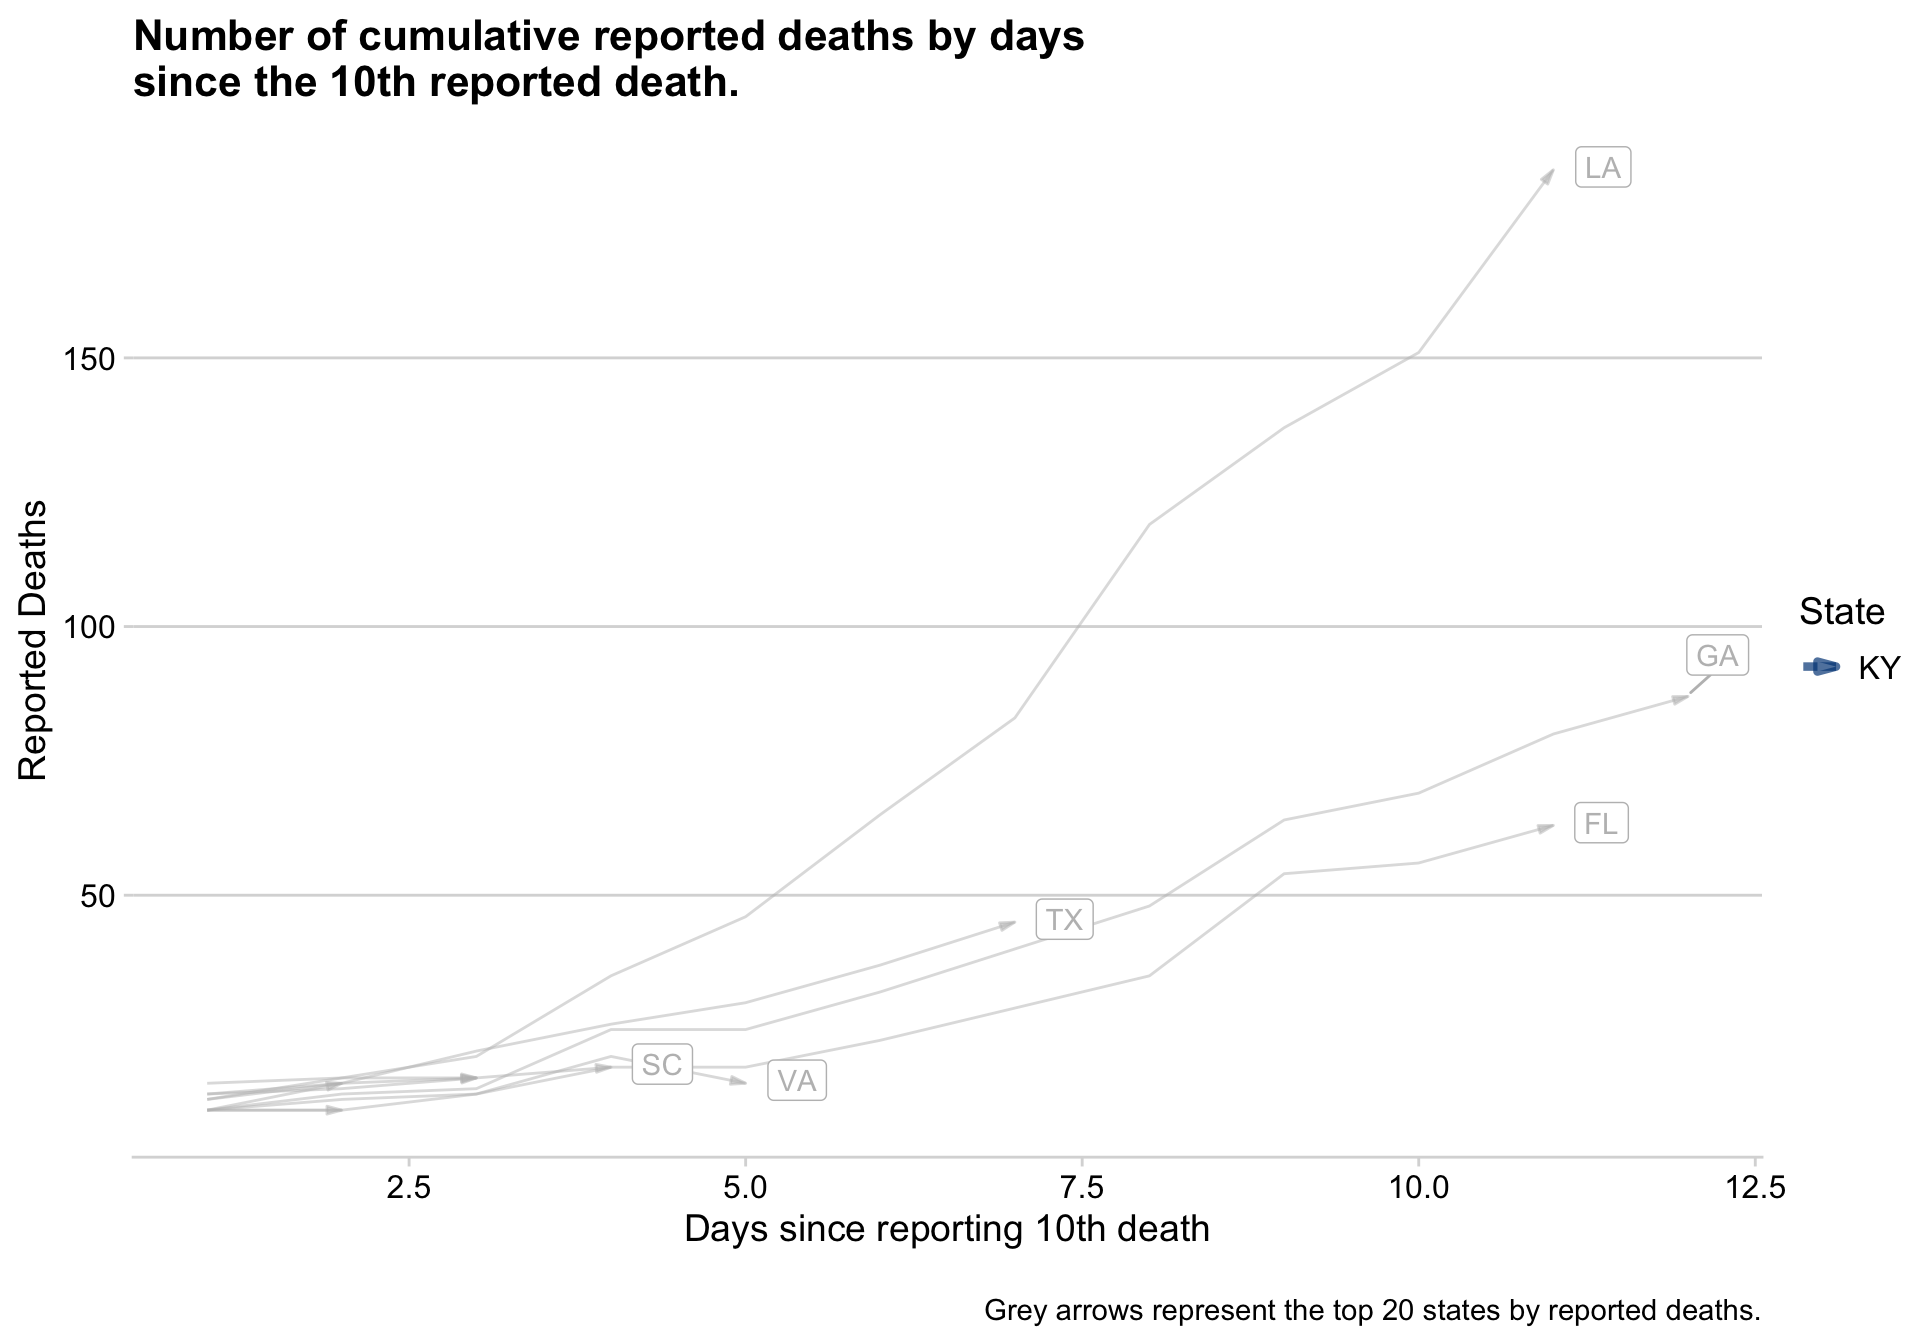 Number of cumulative reported deaths by days
since the 10th reported death.
LA
150
100
50
Reported Deaths
GA
FL
TX
SC
VA
State
KY
2.5
5.0
7.5
10.0
12.5
Days since reporting 10th death
Grey arrows represent the top 20 states by reported deaths.